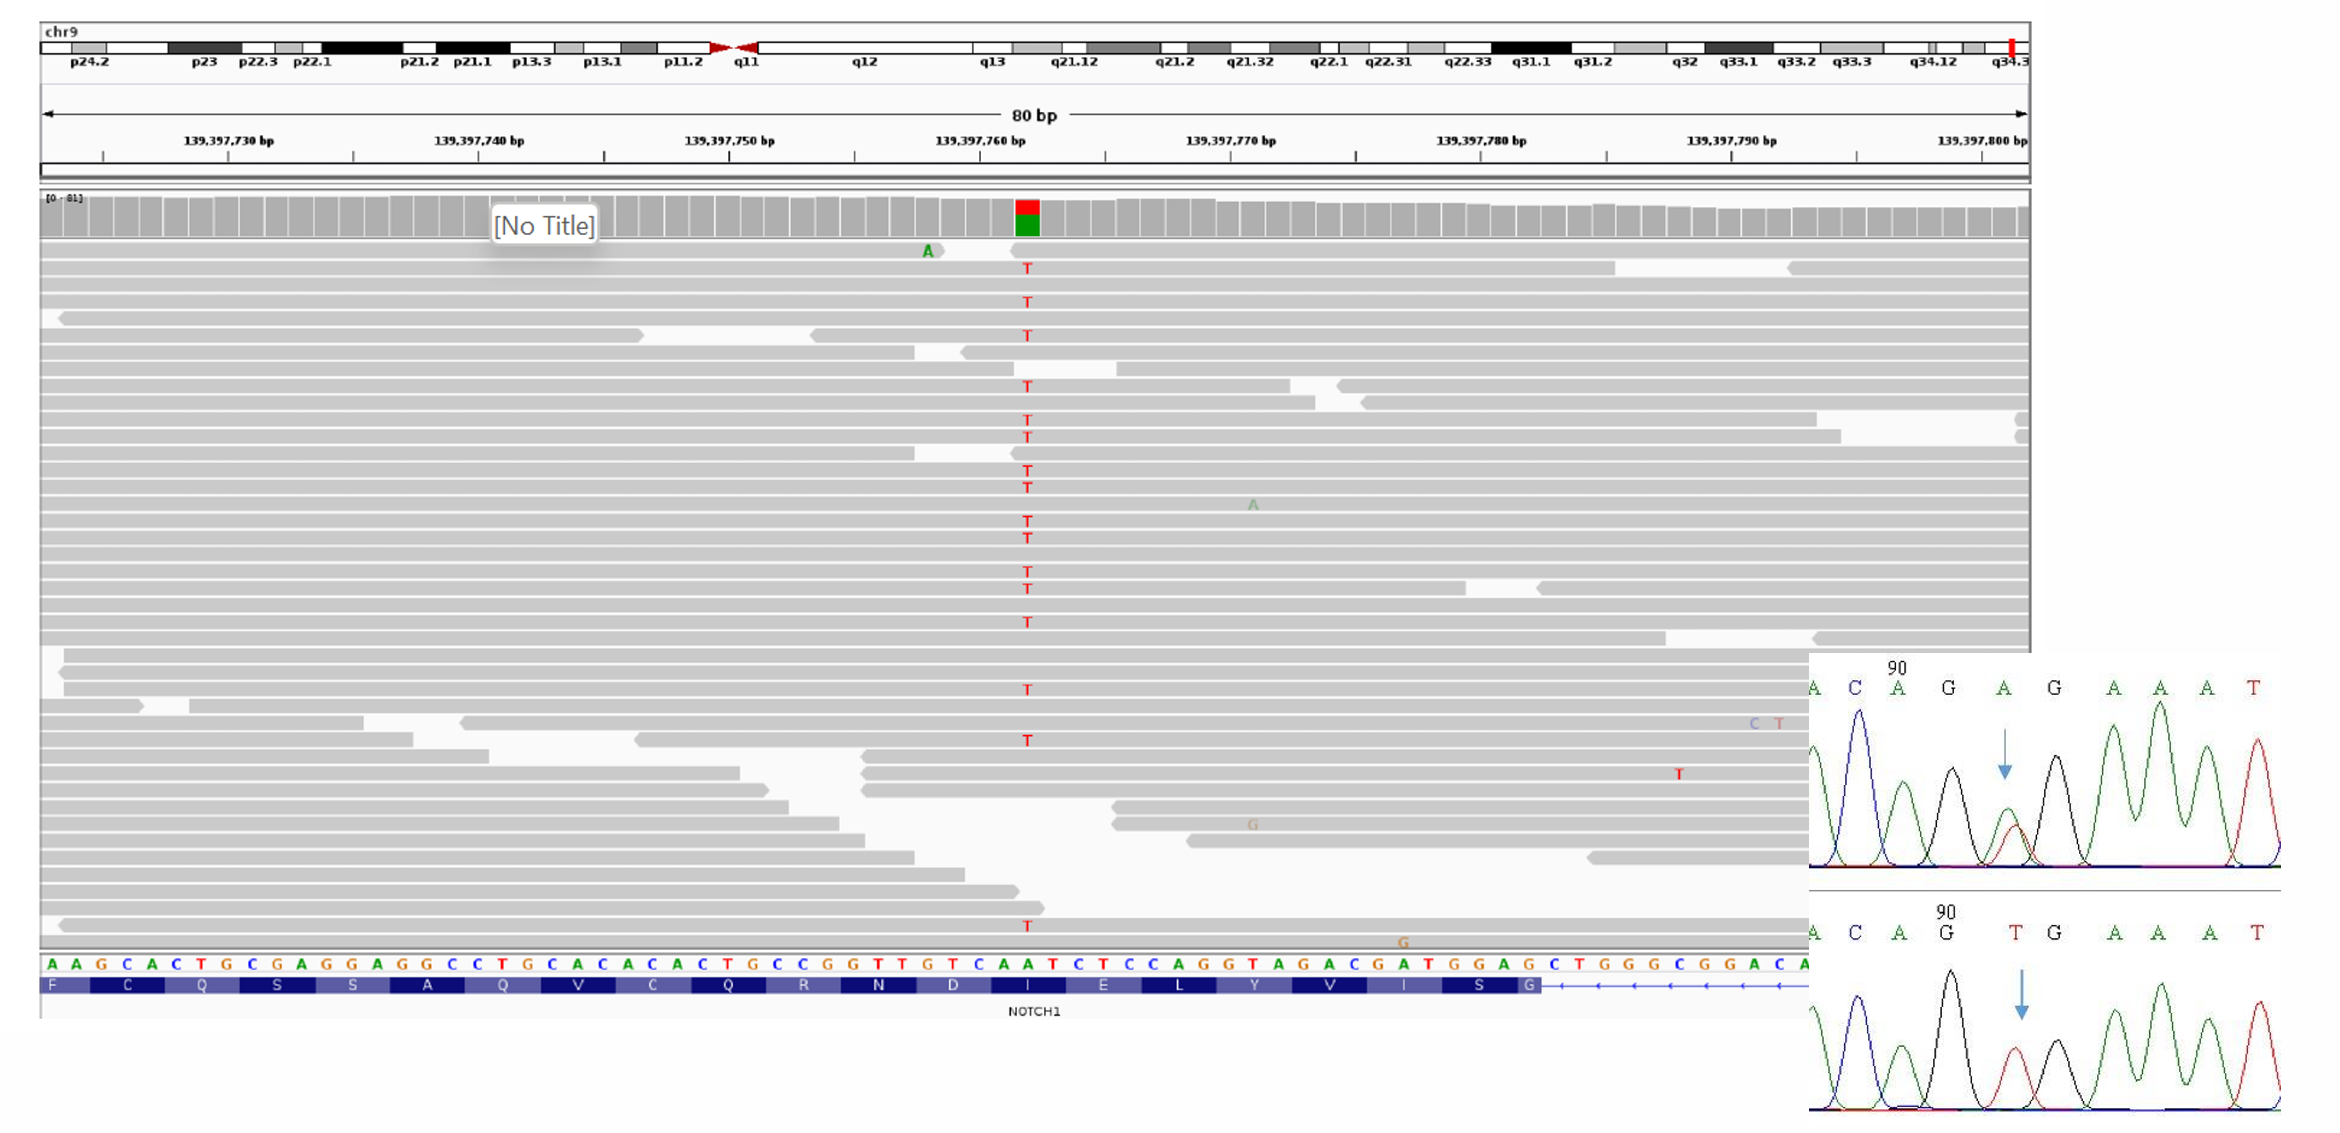 chr9
p24.2 p23 p22.3 p22.1 p21.2 p21.1 p13.3 p13.1 p11.2 q11 q12 q13 q21.12 q21.2 q21.32 q22.1 q22.31 q22.33 q31.1 q31.2 q32 q33.1 q33.2 q33.3 q34.12 q34.3
80 bp
139,397,730 bp 139,397,740 bp 139,397,750 bp 139,397,760 bp 139,397,770 bp 139,397,780 bp 139,397,790 bp 139,397,800 bp
[0 - 81]
[No Title]
A
T
T
T
T
T
T
T
T
A
T
T
T
T
T
T
C T
T
T
G
T
G
A A G C A C T G C G A G G A G G C C T G C A C A C A C T G C C G G T T G T C A A T C T C C A G G T A G A C G A T G G A G C T G G G C G G A C A
F C Q S S A Q V C Q R N D I E L Y V I S G
NOTCH1
90
A C A G A G A A A T
90
A C A G T G A A A T